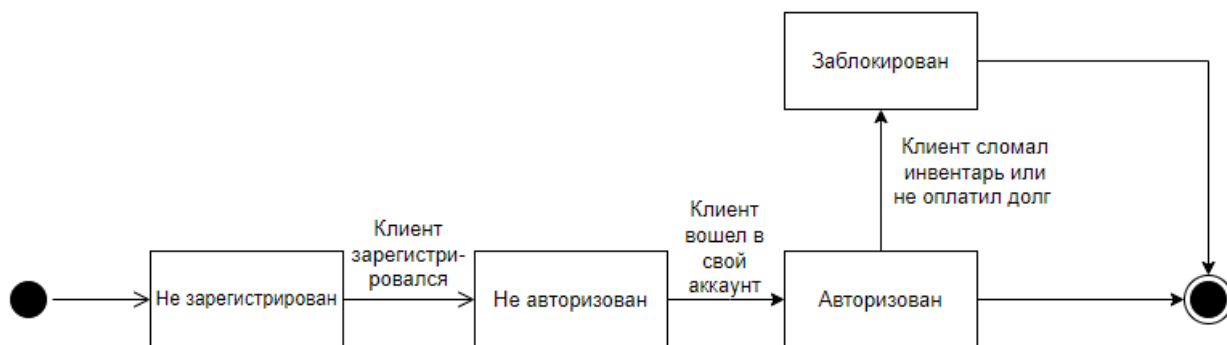 Заблокирован
Клиент сломал
инвентарь или
не оплатил долг
Клиент
зарегистри-
ровался
Клиент
вошел в
свой
аккаунт
Не зарегистрирован
Не авторизован
Авторизован